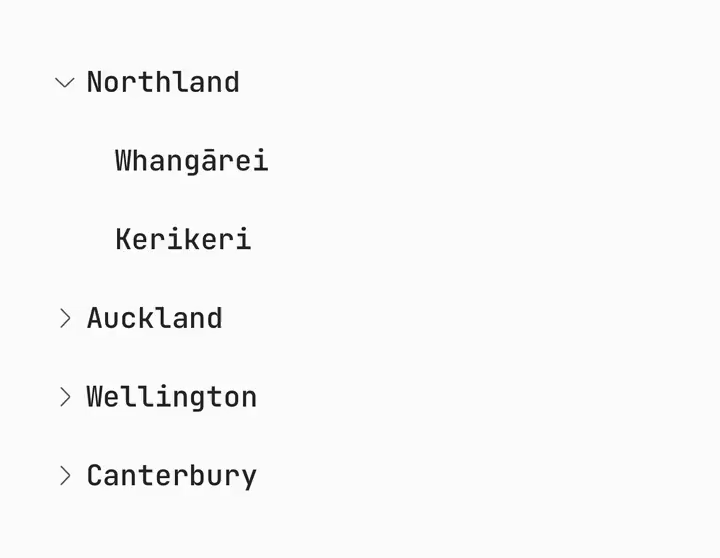 Northland
Whangārei
Kerikeri
Auckland
Wellington
Canterbury